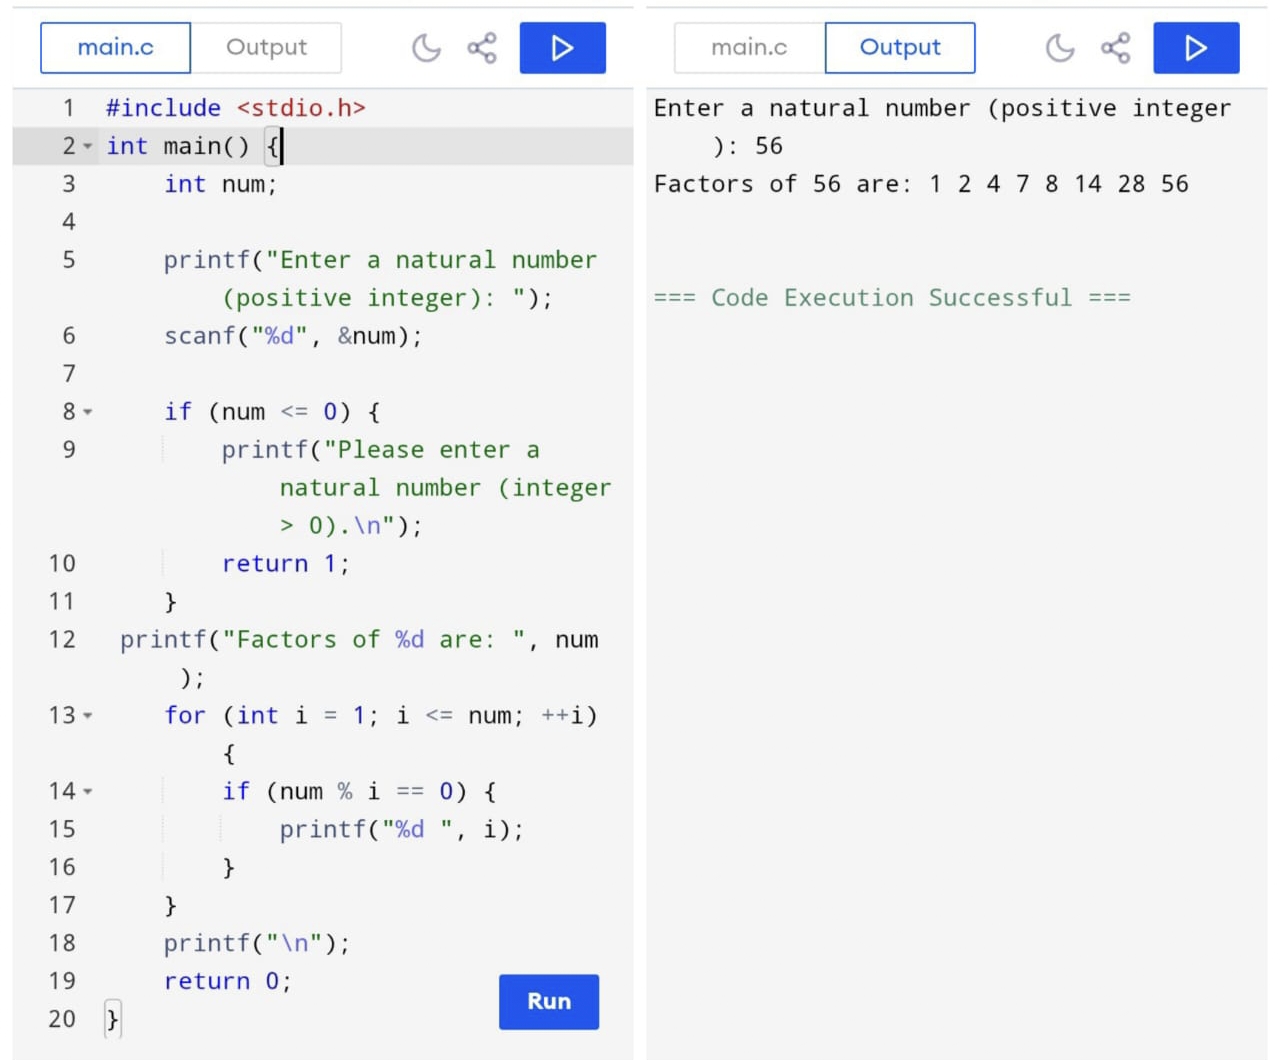 main.c Output
1 #include <stdio.h>
2 int main() {
3 int num;
4
5 printf("Enter a natural number
(positive integer): ");
6 scanf("%d", &num);
7
8 if (num <= 0) {
9 printf("Please enter a
natural number (integer
> 0).\n");
10 return 1;
11 }
12 printf("Factors of %d are: ", num
);
13 for (int i = 1; i <= num; ++i)
{
14 if (num % i == 0) {
15 printf("%d ", i);
16 }
17 }
18 printf("\n");
19 return 0;
20 }
Run
main.c Output
Enter a natural number (positive integer
): 56
Factors of 56 are: 1 2 4 7 8 14 28 56
=== Code Execution Successful ===